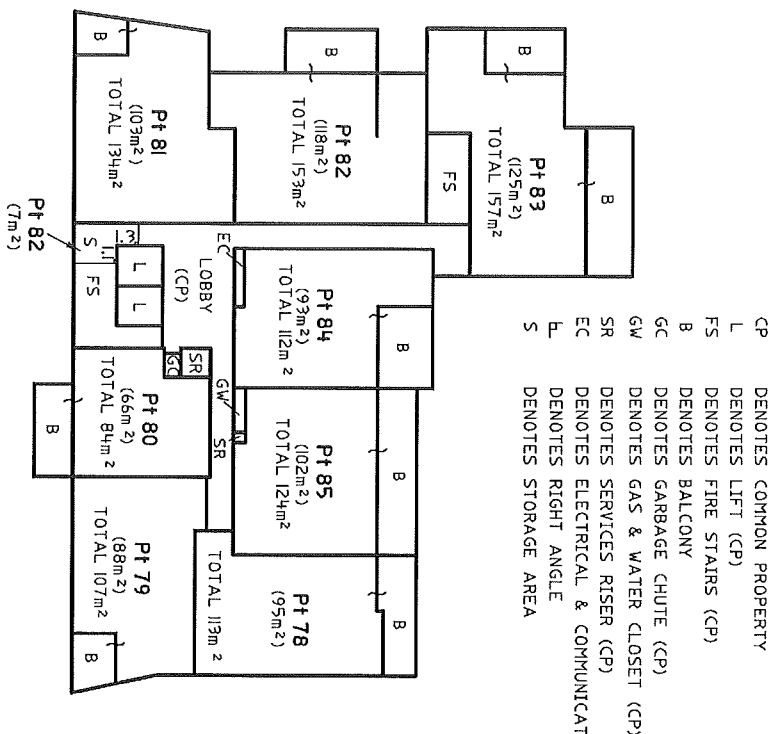 CP DENOTES COMMON PROPERTY
L DENOTES LIFT (CP)
FS DENOTES FIRE STAIRS (CP)
B DENOTES BALCONY
GC DENOTES GARBAGE CHUTE (CP)
GW DENOTES GAS & WATER CLOSET (CP)
SR DENOTES SERVICES RISER (CP)
EC DENOTES ELECTRICAL & COMMUNICAT
DENOTES RIGHT ANGLE
S DENOTES STORAGE AREA
B
Pt 83
(125m²)
TOTAL 157m²
B
FS
B
Pt 82
(118m²)
TOTAL 153m²
B
Pt 81
(103m²)
TOTAL 134m²
Pt 82
(7m²)
S
1.3
1.1
FS
L
L
LOBBY
(CP)
EC
Pt 84
(93m²)
TOTAL 112m²
B
SR
GC
GW
SR
Pt 80
(66m²)
TOTAL 84m²
B
Pt 85
(102m²)
TOTAL 124m²
B
Pt 79
(88m²)
TOTAL 107m²
B
Pt 78
(95m²)
TOTAL 113m²
B